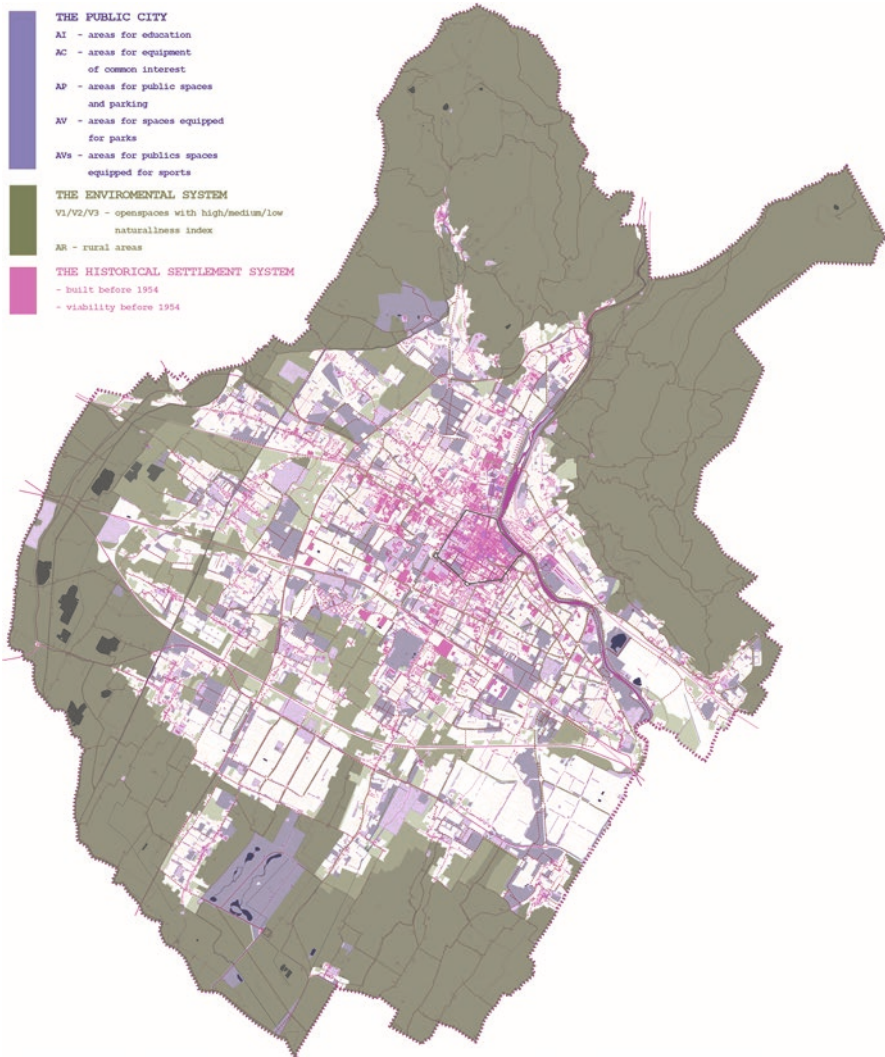 THE PUBLIC CITY
AI - areas for education
AC - areas for equipment
of common interest
AP - areas for public spaces
and parking
AV - areas for spaces equipped
for parks
AVs - areas for publics spaces
equipped for sports
THE ENVIROMENTAL SYSTEM
V1/V2/V3 - openspaces with high/medium/low
naturallness index
AR - rural areas
THE HISTORICAL SETTLEMENT SYSTEM
- built before 1954
- viability before 1954